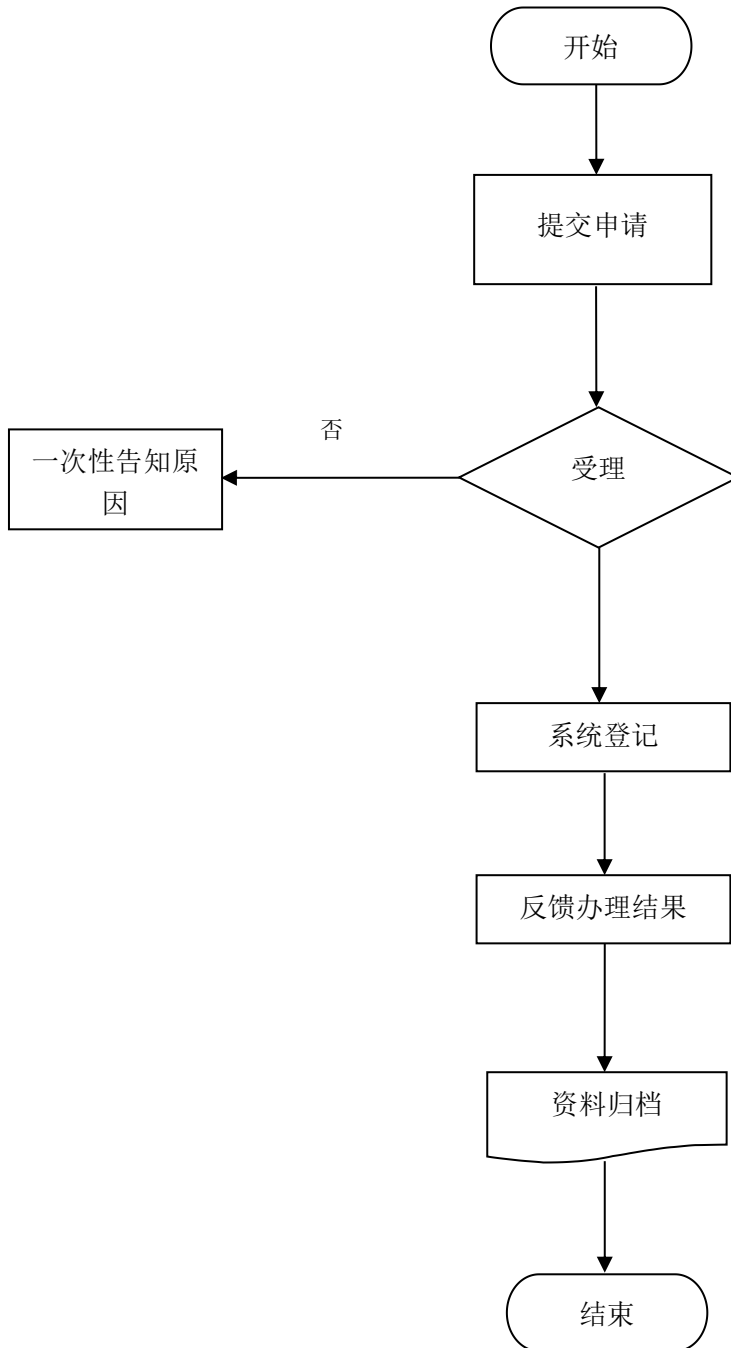 开始
提交申请
否
受理
一次性告知原
因
系统登记
反馈办理结果
资料归档
结束